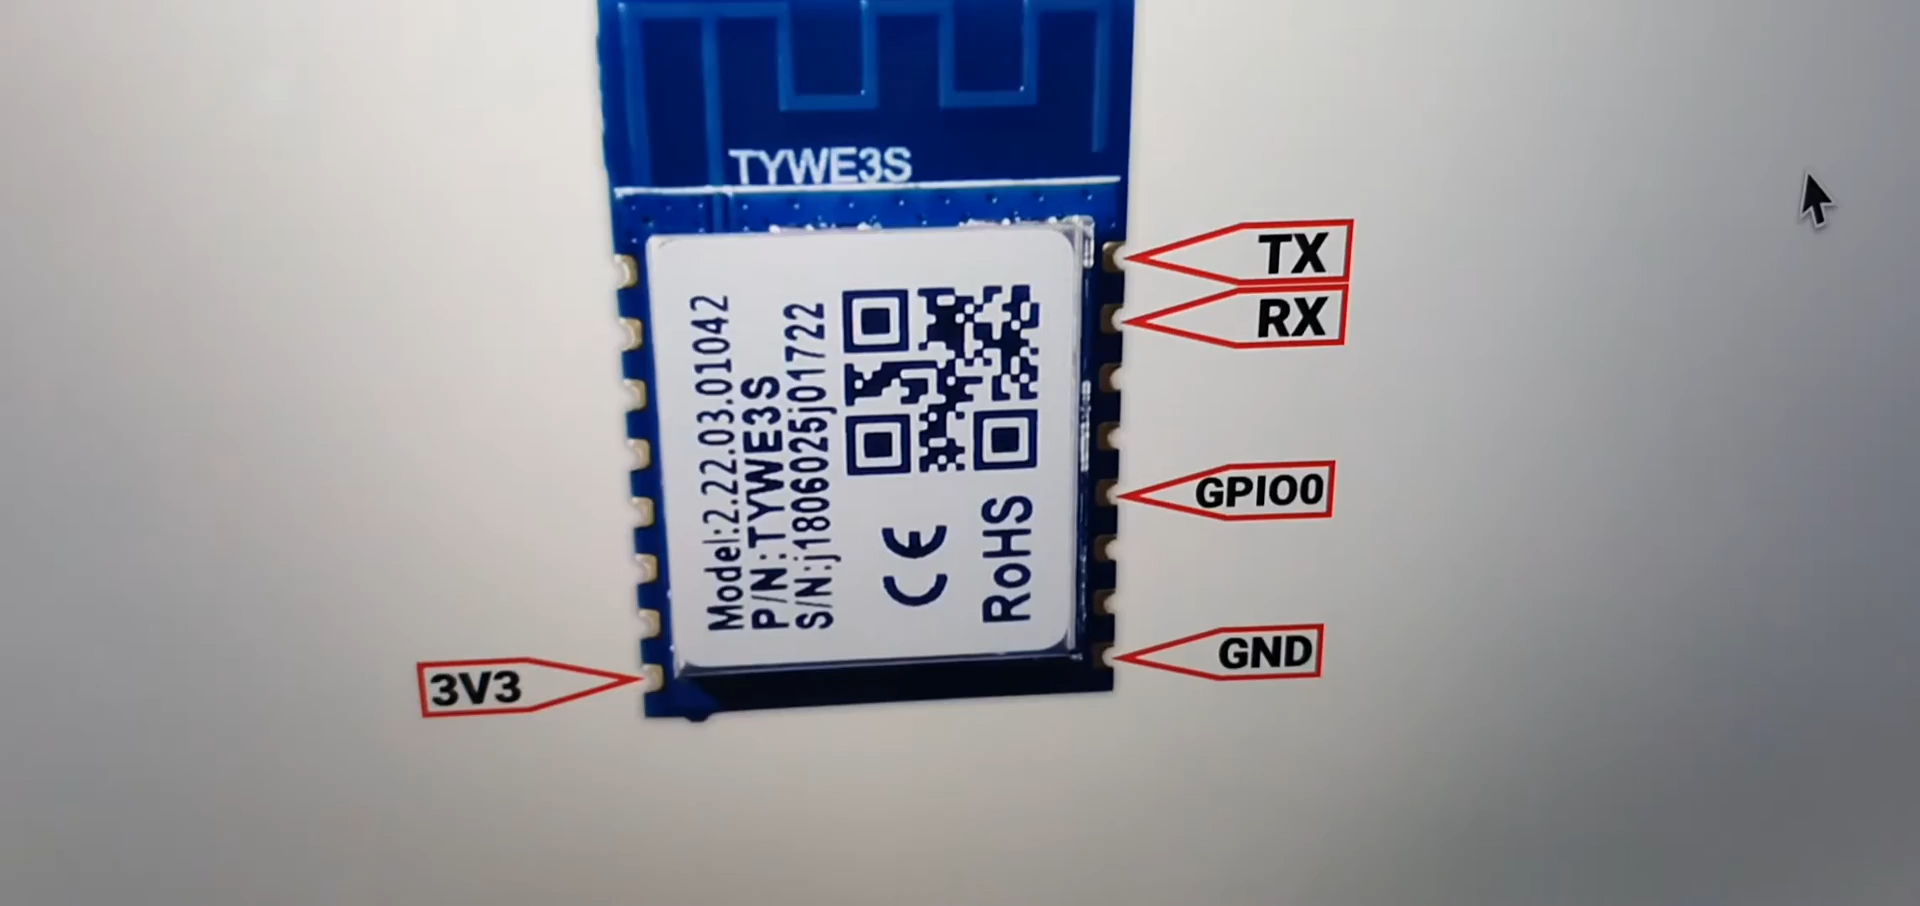 TYWE3S
TX
RX
GPIO0
GND
3V3
Model:2.22.03.01042
P/N:TYWE3S
S/N:j1806025j01722
RoHS
CE